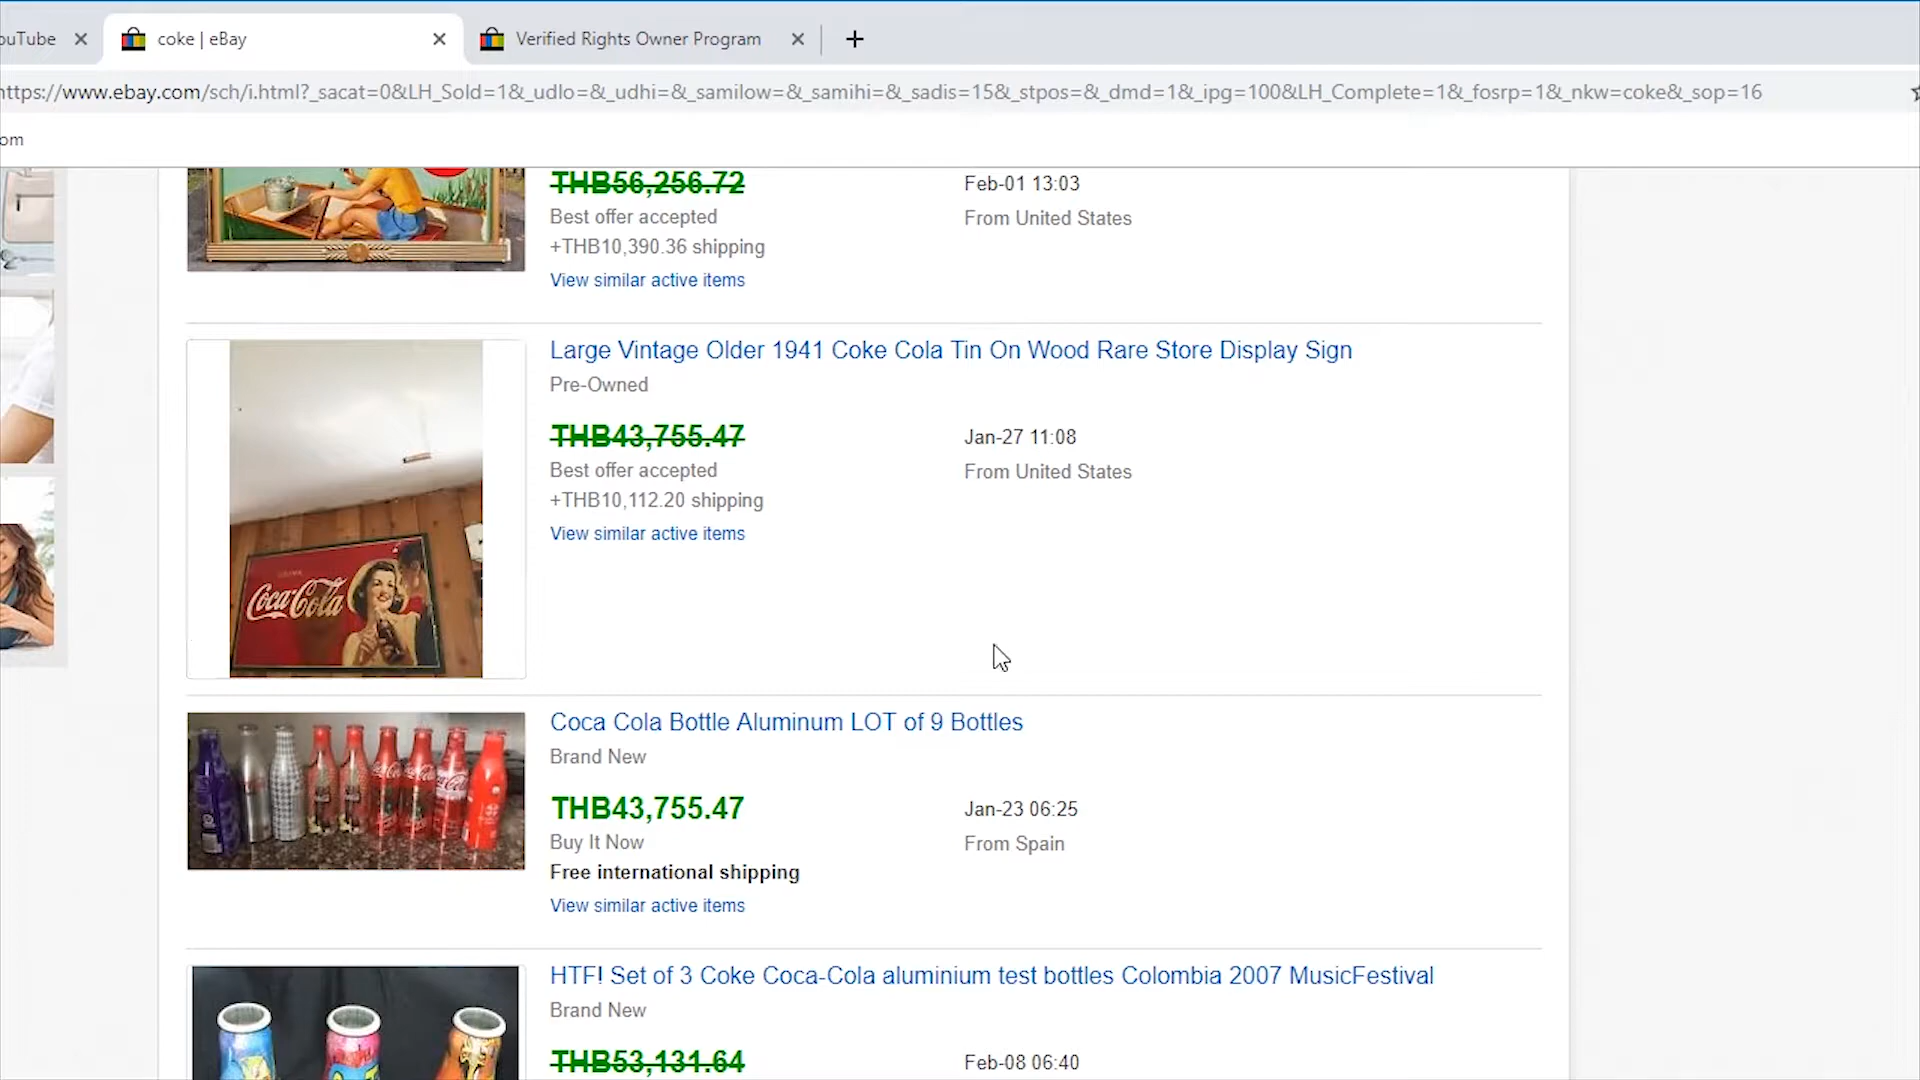 ouTube
coke | eBay
Verified Rights Owner Program
https://www.ebay.com/sch/i.html?_sacat=0&LH_Sold=1&_udlo=&_udhi=&_samilow=&_samihi=&_sadis=15&_stpos=&_dmd=1&_ipg=100&LH_Complete=1&_fosrp=1&_nkw=coke&_sop=16
om
THB56,256.72
Feb-01 13:03
Best offer accepted
From United States
+THB10,390.36 shipping
View similar active items
Large Vintage Older 1941 Coke Cola Tin On Wood Rare Store Display Sign
Pre-Owned
THB43,755.47
Jan-27 11:08
Best offer accepted
From United States
+THB10,112.20 shipping
View similar active items
Coca-Cola
Coca Cola Bottle Aluminum LOT of 9 Bottles
Brand New
THB43,755.47
Jan-23 06:25
Buy It Now
From Spain
Free international shipping
View similar active items
HTF! Set of 3 Coke Coca-Cola aluminium test bottles Colombia 2007 MusicFestival
Brand New
THB53,131.64
Feb-08 06:40